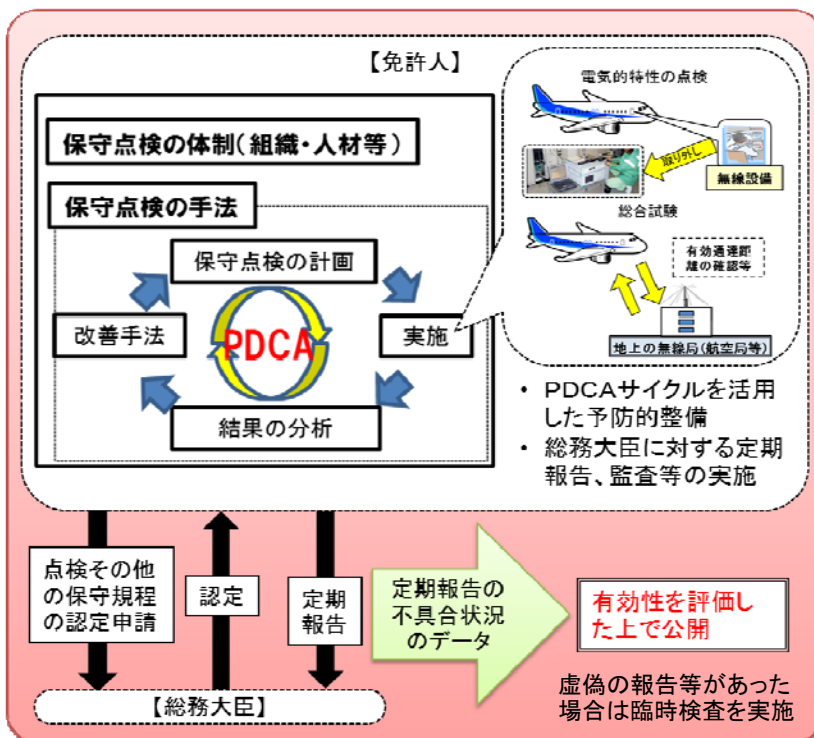 【免許人】
保守点検の体制(組織・人材等)
保守点検の手法
保守点検の計画
改善手法
PDCA
実施
結果の分析
電気的特性の点検
取り外し
無線設備
総合試験
有効通達距
離の確認等
地上の無線局(航空局等)
・ PDCAサイクルを活用
した予防的整備
・ 総務大臣に対する定期
報告、監査等の実施
点検その他
の保守規程
の認定申請
認定
定期
報告
定期報告の
不具合状況
のデータ
有効性を評価し
た上で公開
【総務大臣】
虚偽の報告等があった
場合は臨時検査を実施